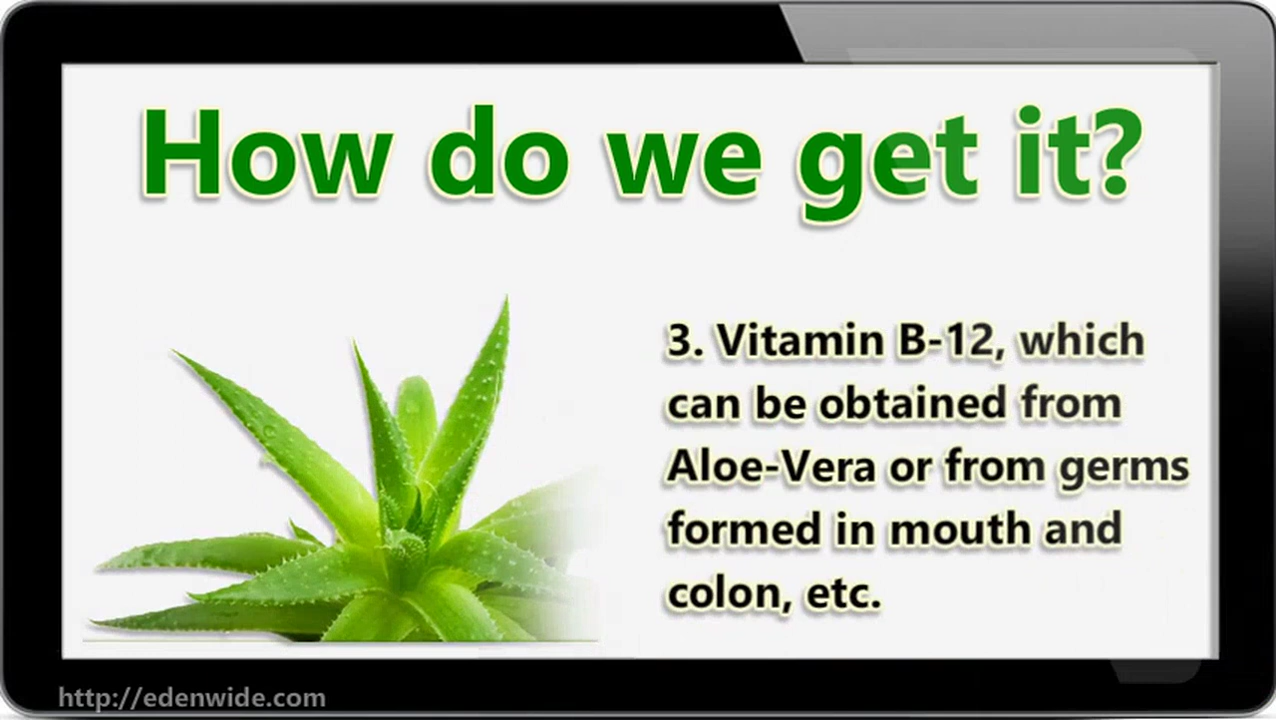 How do we get it?
3. Vitamin B-12, which
can be obtained from
Aloe-Vera or from germs
formed in mouth and
colon, etc.
http://edenwide.com